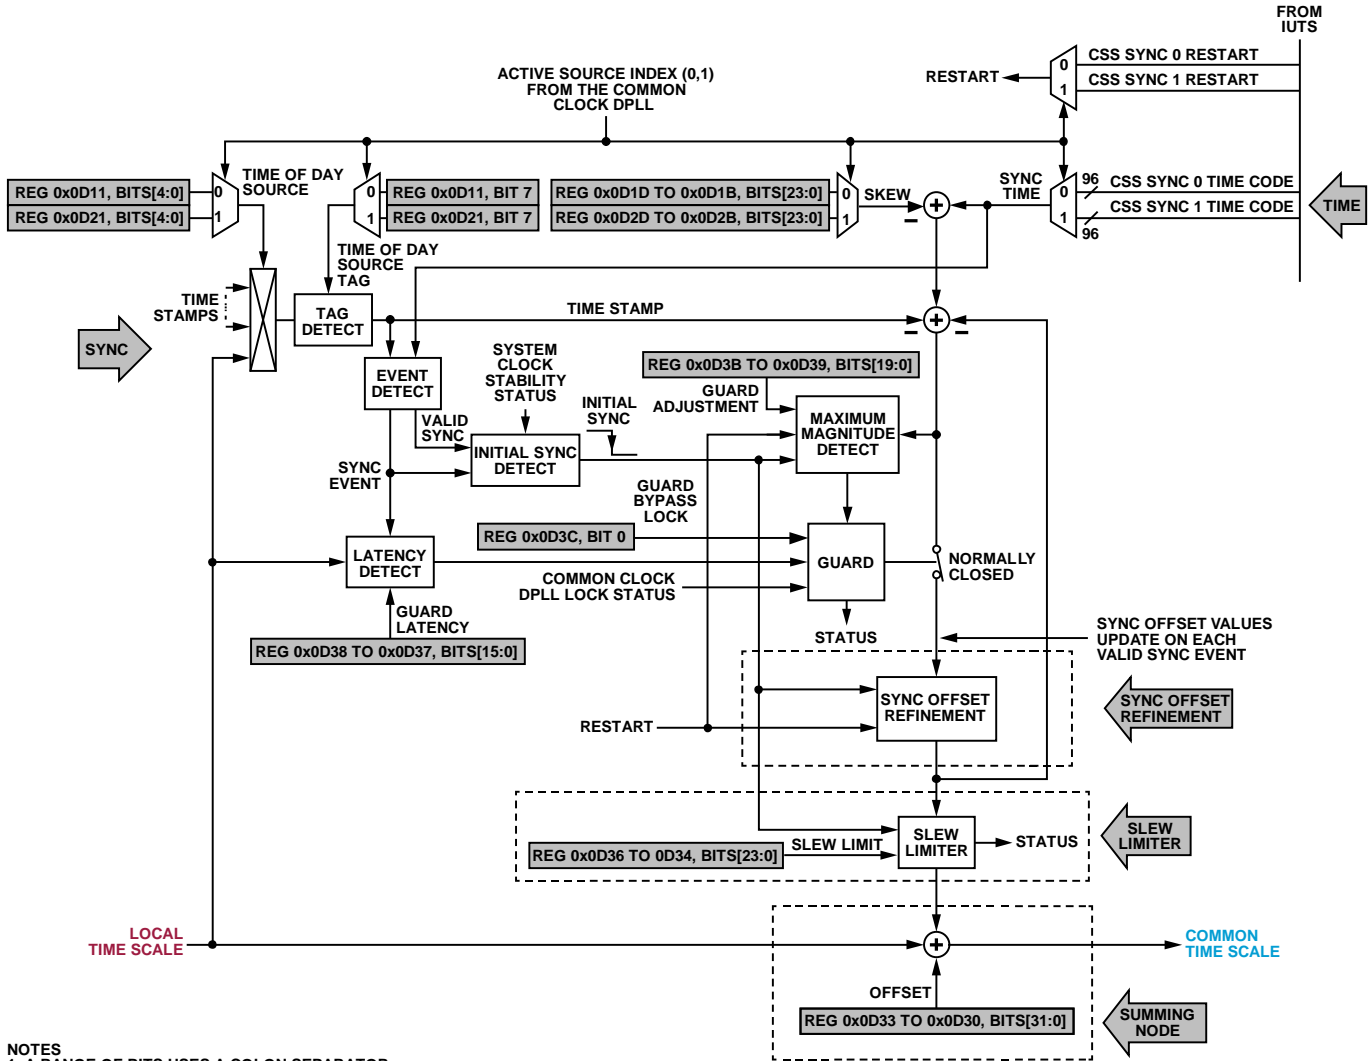 FROM
IUTS
CSS SYNC 0 RESTART
CSS SYNC 1 RESTART
RESTART
0
1
ACTIVE SOURCE INDEX (0,1)
FROM THE COMMON
CLOCK DPLL
REG 0x0D11, BITS[4:0]
REG 0x0D21, BITS[4:0]
0
1
TIME OF DAY
SOURCE
0
1
REG 0x0D11, BIT 7
REG 0x0D21, BIT 7
REG 0x0D1D TO 0x0D1B, BITS[23:0]
REG 0x0D2D TO 0x0D2B, BITS[23:0]
0
1
SKEW
+
–
SYNC
TIME
0
1
96
CSS SYNC 0 TIME CODE
CSS SYNC 1 TIME CODE
96
TIME
TIME OF DAY
SOURCE
TAG
TIME
STAMPS
TAG
DETECT
TIME STAMP
–
+
–
SYNC
EVENT
DETECT
SYSTEM
CLOCK
STABILITY
STATUS
REG 0x0D3B TO 0x0D39, BITS[19:0]
GUARD
ADJUSTMENT
INITIAL
SYNC
MAXIMUM
MAGNITUDE
DETECT
VALID
SYNC
INITIAL SYNC
DETECT
SYNC
EVENT
GUARD
BYPASS
LOCK
REG 0x0D3C, BIT 0
LATENCY
DETECT
GUARD
NORMALLY
CLOSED
COMMON CLOCK
DPLL LOCK STATUS
GUARD
LATENCY
STATUS
REG 0x0D38 TO 0x0D37, BITS[15:0]
SYNC OFFSET VALUES
UPDATE ON EACH
VALID SYNC EVENT
SYNC OFFSET
REFINEMENT
SYNC OFFSET
REFINEMENT
RESTART
SLEW
LIMITER
STATUS
SLEW
LIMITER
SLEW LIMIT
REG 0x0D36 TO 0D34, BITS[23:0]
LOCAL
TIME SCALE
+
COMMON
TIME SCALE
OFFSET
REG 0x0D33 TO 0x0D30, BITS[31:0]
SUMMING
NODE
NOTES